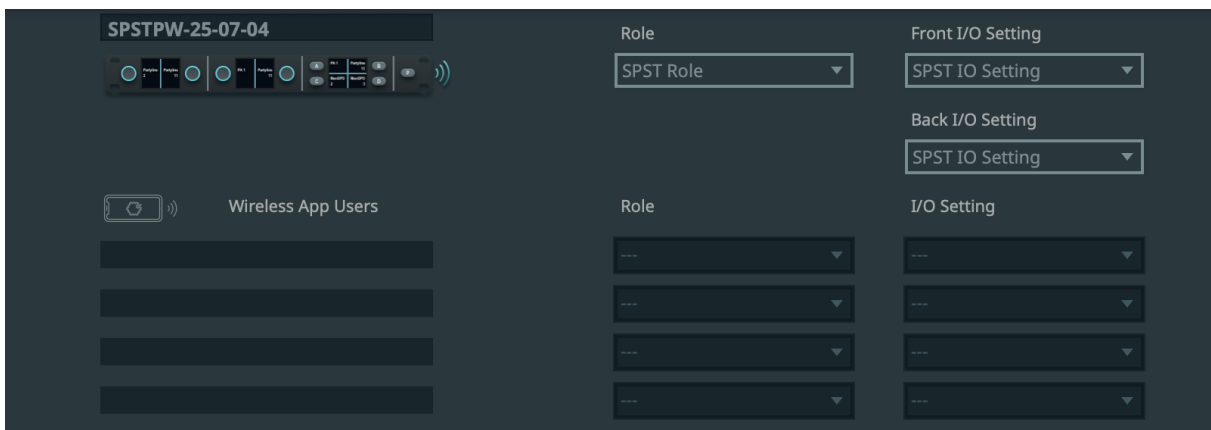 SPSTPW-25-07-04
Role
Front I/O Setting
SPST Role
SPST IO Setting
Back I/O Setting
SPST IO Setting
Wireless App Users
Role
I/O Setting
---
---
---
---
---
---
---
---